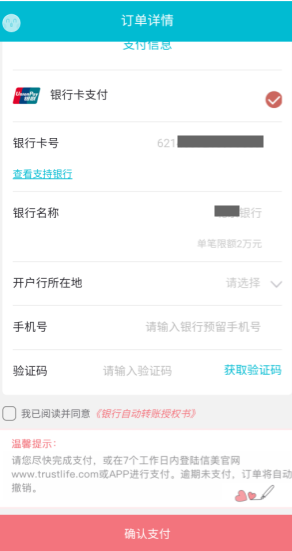 订单详情
支付信息
UnionPay
银联
银行卡支付
银行卡号
621
查看支持银行
银行名称
银行
单笔限额2万元
开户行所在地
请选择
手机号
请输入银行预留手机号
验证码
请输入验证码
获取验证码
我已阅读并同意《银行自动转账授权书》
温馨提示：
请您尽快完成支付，或在7个工作日内登陆信美官网
www.trustlife.com或APP进行支付。逾期未支付，订单将自动
撤销。
确认支付